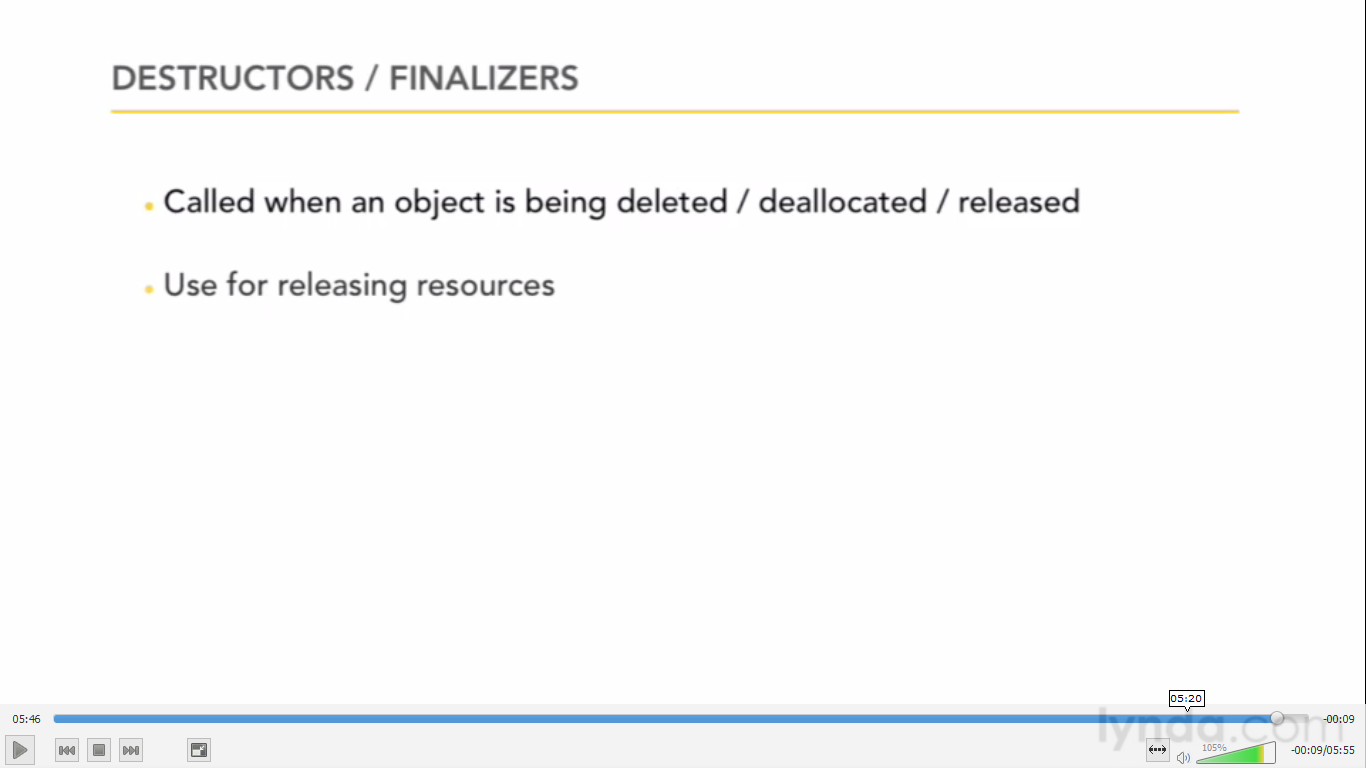 DESTRUCTORS / FINALIZERS
• Called when an object is being deleted / deallocated / released
• Use for releasing resources
05:20
05:46
-00:09
lynda.com
105%
-00:09/05:55